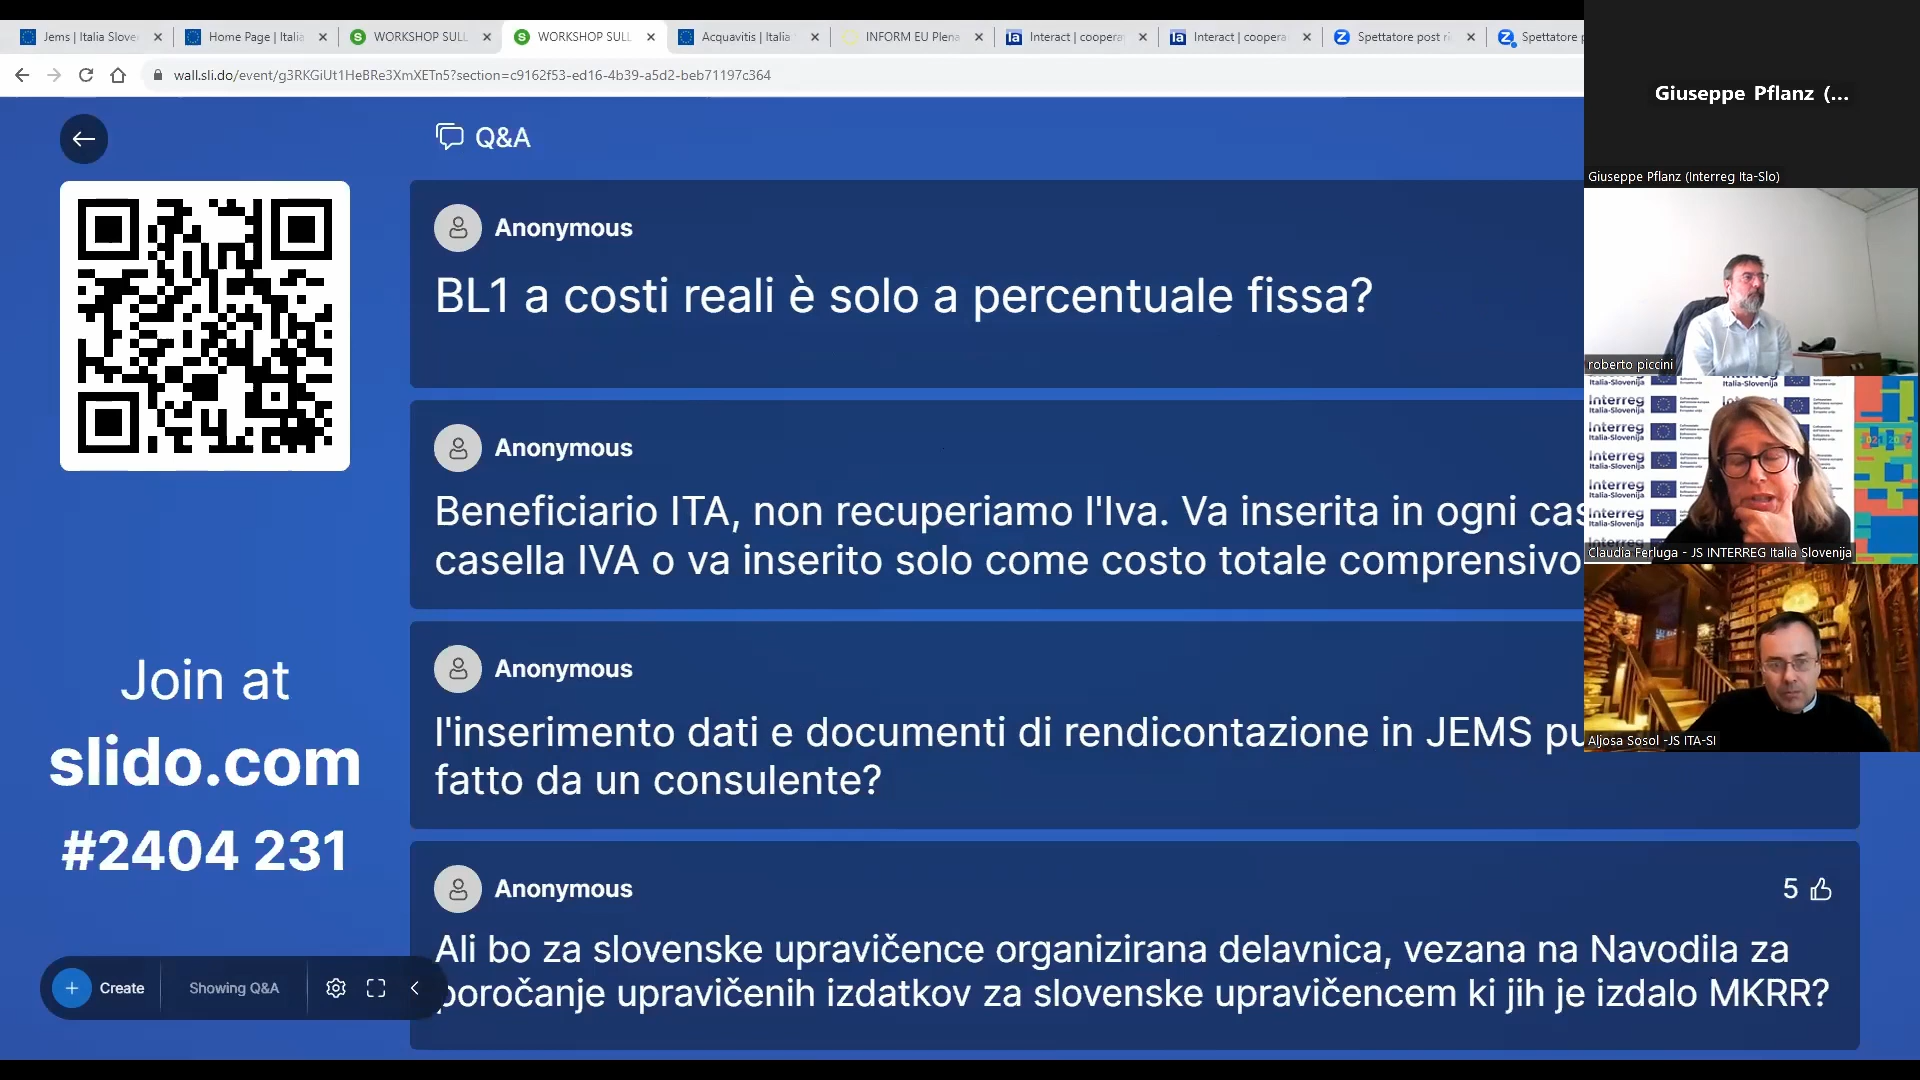 Jems | Italia Slove
Home Page | Italia
WORKSHOP SULL
WORKSHOP SULL
Acquavitis | Italia
INFORM EU Plena
Interact | coopera
Interact | coopera
Spettatore post ri
Spettatore p
wall.sli.do/event/g3RKGiUt1HeBRe3XmXETn5?section=c9162f53-ed16-4b39-a5d2-beb71197c364
Q&A
Anonymous
BL1 a costi reali è solo a percentuale fissa?
Anonymous
Beneficiario ITA, non recuperiamo l'Iva. Va inserita in ogni cas
casella IVA o va inserito solo come costo totale comprensivo
Anonymous
l'inserimento dati e documenti di rendicontazione in JEMS pu
fatto da un consulente?
Anonymous
5
Ali bo za slovenske upravičence organizirana delavnica, vezana na Navodila za
poročanje upravičenih izdatkov za slovenske upravičencem ki jih je izdalo MKRR?
Join at
slido.com
#2404 231
Create
Showing Q&A
Giuseppe Pflanz (...
Giuseppe Pflanz (Interreg Ita-Slo)
roberto piccini
Interreg
Italia-Slovenija
Claudia Ferluga - JS INTERREG Italia Slovenija
Aljosa Sosol -JS ITA-SI